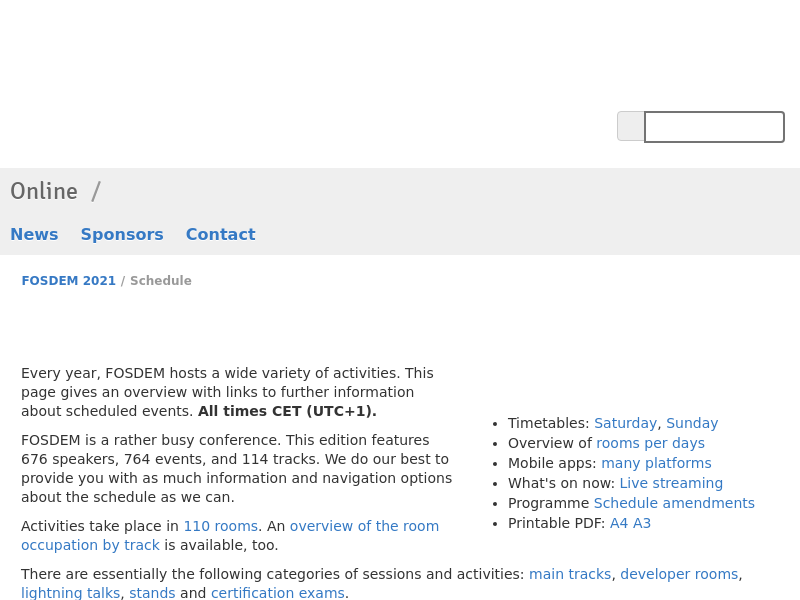 Online /
News Sponsors Contact
FOSDEM 2021 / Schedule
Every year, FOSDEM hosts a wide variety of activities. This
page gives an overview with links to further information
about scheduled events. All times CET (UTC+1).
FOSDEM is a rather busy conference. This edition features
676 speakers, 764 events, and 114 tracks. We do our best to
provide you with as much information and navigation options
about the schedule as we can.
Activities take place in 110 rooms. An overview of the room
occupation by track is available, too.
• Timetables: Saturday, Sunday
• Overview of rooms per days
• Mobile apps: many platforms
• What's on now: Live streaming
• Programme Schedule amendments
• Printable PDF: A4 A3
There are essentially the following categories of sessions and activities: main tracks, developer rooms,
lightning talks, stands and certification exams.